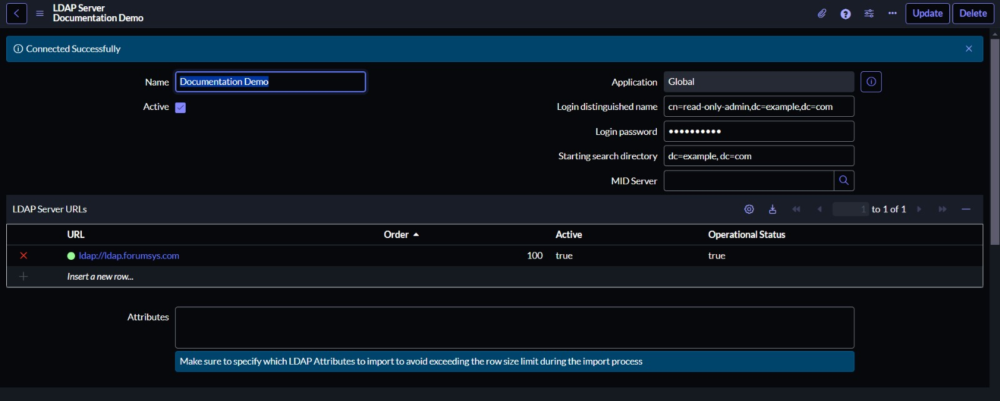 LDAP Server
Documentation Demo
Update
Delete
Connected Successfully
Name Documentation Demo
Application Global
Active
Login distinguished name cn=read-only-admin,dc=example,dc=com
Login password ••••••••••
Starting search directory dc=example, dc=com
MID Server
LDAP Server URLs
1 to 1 of 1
URL Order Active Operational Status
ldap://ldap.forumsys.com 100 true true
Insert a new row...
Attributes
Make sure to specify which LDAP Attributes to import to avoid exceeding the row size limit during the import process